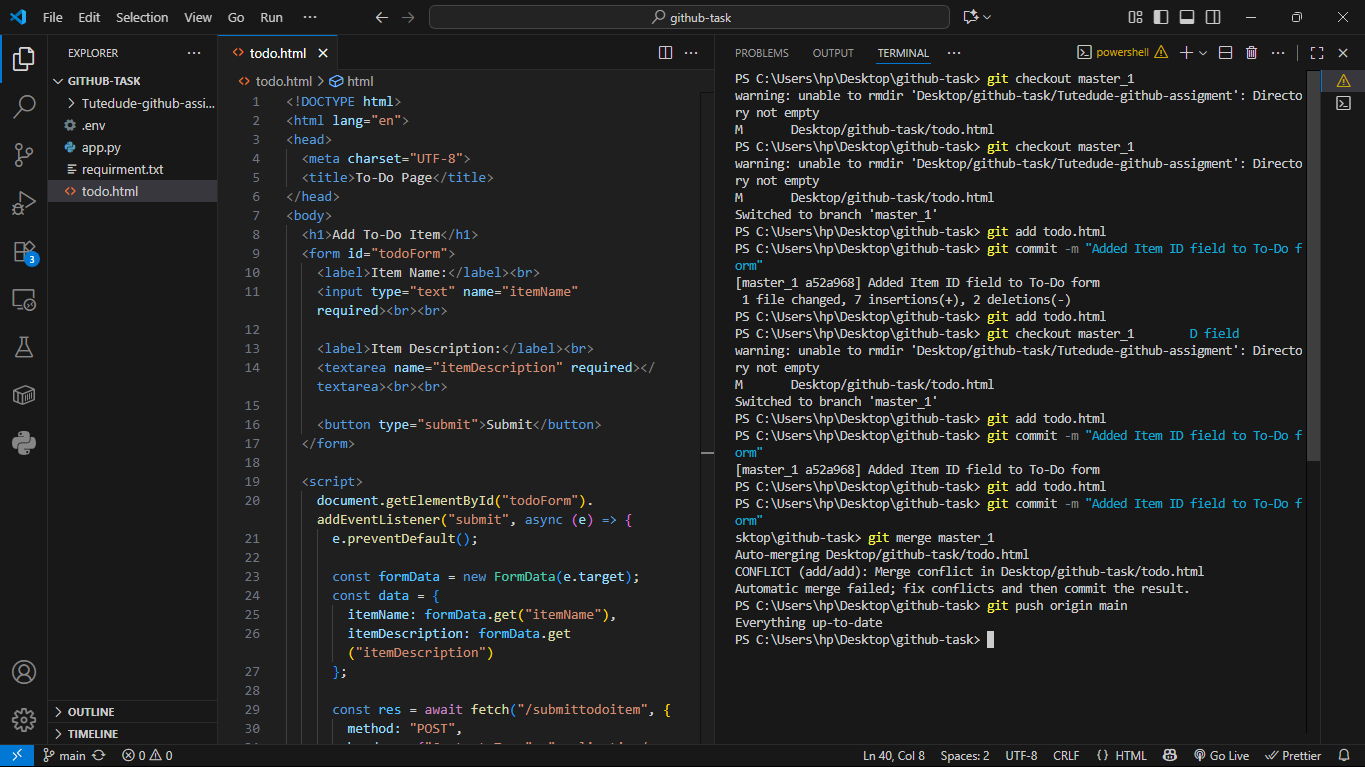 File Edit Selection View Go Run ··· github-task
EXPLORER ···
GITHUB-TASK
Tutedude-github-assi...
.env
app.py
requirment.txt
todo.html
OUTLINE
TIMELINE
3
todo.html
todo.html > html
1 <!DOCTYPE html>
2 <html lang="en">
3 <head>
4 <meta charset="UTF-8">
5 <title>To-Do Page</title>
6 </head>
7 <body>
8 <h1>Add To-Do Item</h1>
9 <form id="todoForm">
10 <label>Item Name:</label><br>
11 <input type="text" name="itemName"
required><br><br>
12
13 <label>Item Description:</label><br>
14 <textarea name="itemDescription" required></
textarea><br><br>
15
16 <button type="submit">Submit</button>
17 </form>
18
19 <script>
20 document.getElementById("todoForm").
addEventListener("submit", async (e) => {
21 e.preventDefault();
22
23 const formData = new FormData(e.target);
24 const data = {
25 itemName: formData.get("itemName"),
26 itemDescription: formData.get
("itemDescription")
27 };
28
29 const res = await fetch("/submittodoitem", {
30 method: "POST",
PROBLEMS OUTPUT TERMINAL ··· powershell
PS C:\Users\hp\Desktop\github-task> git checkout master_1
warning: unable to rmdir 'Desktop/github-task/Tutedude-github-assigment': Directo
ry not empty
M Desktop/github-task/todo.html
PS C:\Users\hp\Desktop\github-task> git checkout master_1
warning: unable to rmdir 'Desktop/github-task/Tutedude-github-assigment': Directo
ry not empty
M Desktop/github-task/todo.html
Switched to branch 'master_1'
PS C:\Users\hp\Desktop\github-task> git add todo.html
PS C:\Users\hp\Desktop\github-task> git commit -m "Added Item ID field to To-Do f
orm"
[master_1 a52a968] Added Item ID field to To-Do form
1 file changed, 7 insertions(+), 2 deletions(-)
PS C:\Users\hp\Desktop\github-task> git add todo.html
PS C:\Users\hp\Desktop\github-task> git checkout master_1 D field
warning: unable to rmdir 'Desktop/github-task/Tutedude-github-assigment': Directo
ry not empty
M Desktop/github-task/todo.html
Switched to branch 'master_1'
PS C:\Users\hp\Desktop\github-task> git add todo.html
PS C:\Users\hp\Desktop\github-task> git commit -m "Added Item ID field to To-Do f
orm"
[master_1 a52a968] Added Item ID field to To-Do form
PS C:\Users\hp\Desktop\github-task> git add todo.html
PS C:\Users\hp\Desktop\github-task> git commit -m "Added Item ID field to To-Do f
orm"
sktop\github-task> git merge master_1
Auto-merging Desktop/github-task/todo.html
CONFLICT (add/add): Merge conflict in Desktop/github-task/todo.html
Automatic merge failed; fix conflicts and then commit the result.
PS C:\Users\hp\Desktop\github-task> git push origin main
Everything up-to-date
PS C:\Users\hp\Desktop\github-task>
main 0 0 Ln 40, Col 8 Spaces: 2 UTF-8 CRLF {} HTML Go Live Prettier